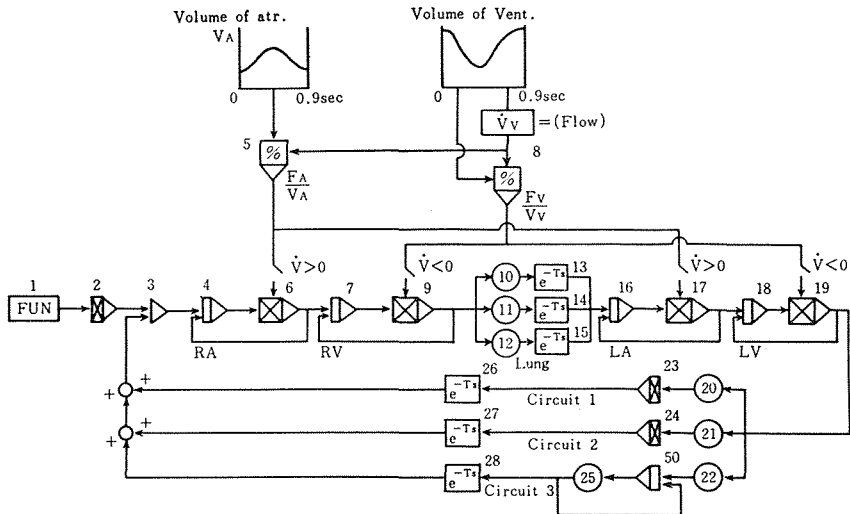 Volume of atr.
Volume of Vent.
VA
0
0.9sec
0
0.9sec
V̇v
=(Flow)
5
%
8
%
FA
VA
Fv
Vv
V̇>0
V̇<0
V̇>0
V̇<0
1
FUN
2
3
4
6
7
9
10
11
12
13
e-Ts
14
e-Ts
15
e-Ts
16
17
18
19
RA
RV
Lung
LA
LV
+
+
26
e-Ts
Circuit 1
23
20
+
+
27
e-Ts
Circuit 2
24
21
28
e-Ts
Circuit 3
25
50
22